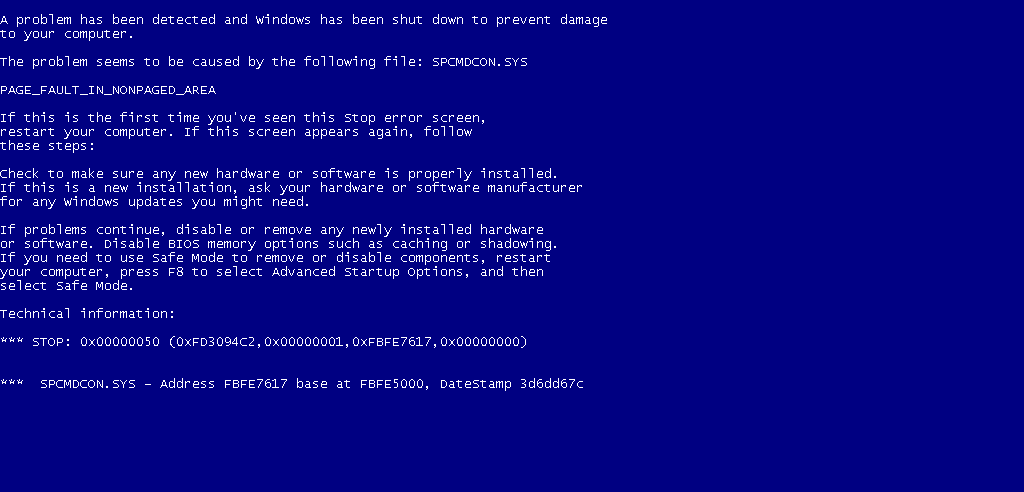 A problem has been detected and Windows has been shut down to prevent damage
to your computer.
The problem seems to be caused by the following file: SPCMDCON.SYS
PAGE_FAULT_IN_NONPAGED_AREA
If this is the first time you've seen this Stop error screen,
restart your computer. If this screen appears again, follow
these steps:
Check to make sure any new hardware or software is properly installed.
If this is a new installation, ask your hardware or software manufacturer
for any Windows updates you might need.
If problems continue, disable or remove any newly installed hardware
or software. Disable BIOS memory options such as caching or shadowing.
If you need to use Safe Mode to remove or disable components, restart
your computer, press F8 to select Advanced Startup Options, and then
select Safe Mode.
Technical information:
*** STOP: 0x00000050 (0xFD3094C2,0x00000001,0xFBFE7617,0x00000000)
***  SPCMDCON.SYS - Address FBFE7617 base at FBFE5000, DateStamp 3d6dd67c